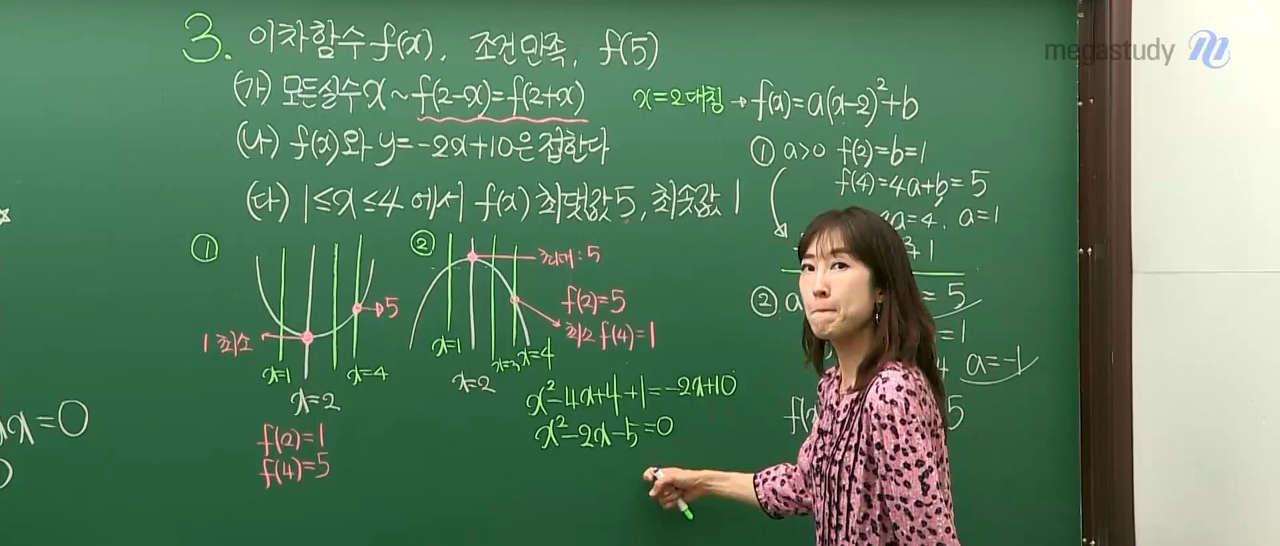 3. 이차함수 f(x), 조건만족, f(5)
(가) 모든실수 x ~ f(2-x)=f(2+x)
(나) f(x)와 y=-2x+10은 접한다
(다) 1≤x≤4 에서 f(x) 최댓값 5, 최솟값 1
x=2대칭 → f(x)=a(x-2)²+b
① a>0 f(2)=b=1
f(4)=4a+b=5
a=4, a=1
+1
② a = 5
=1
4 a=-1
f(x 5
①
5
1 최소
x=1 x=4
x=2
f(2)=1
f(4)=5
②
최대:5
f(2)=5
최소 f(4)=1
x=1 x=3 x=4
x=2
x²-4x+4+1=-2x+10
x²-2x-5=0
x=0
megastudy